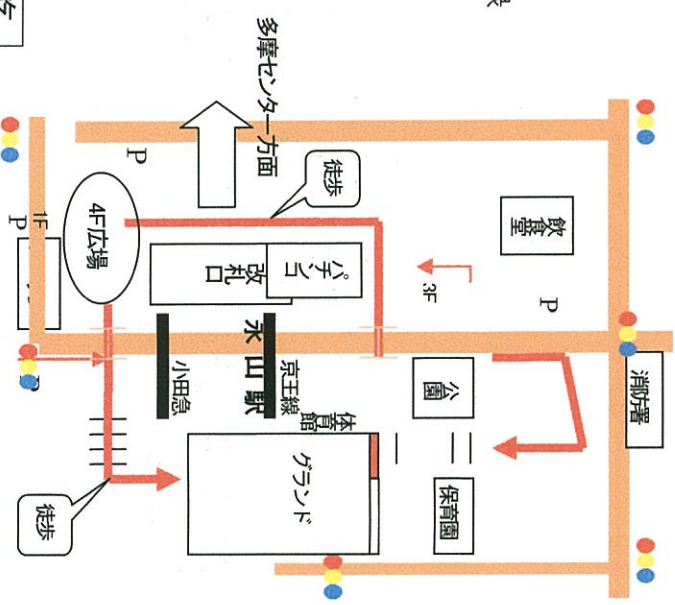 多摩センター方面
徒歩
飲食堂
P
P
4F広場
パチンコ
改札口
3F
P
1F
P
永山駅
京王線
小田急
公園
消防署
体育館
グランド
保育園
徒歩